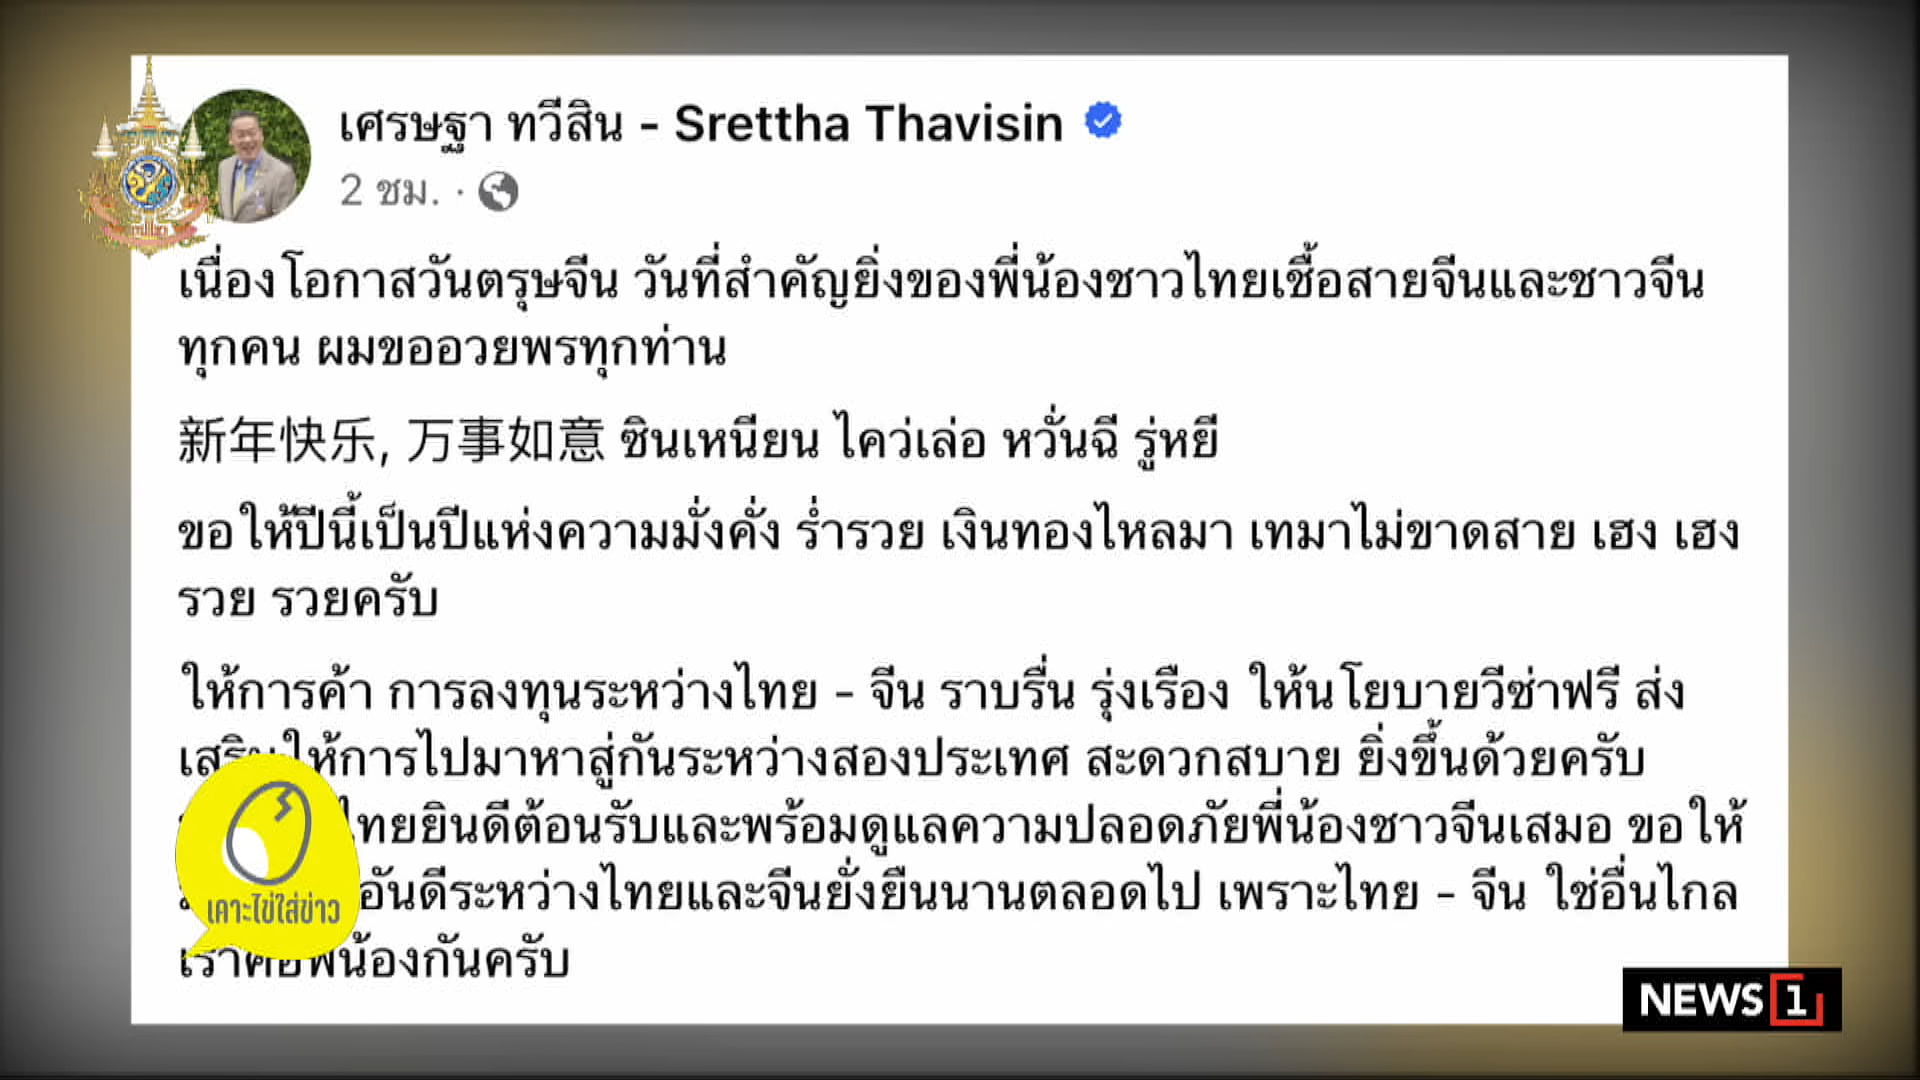 เศรษฐา ทวีสิน - Srettha Thavisin
2 ชม. ·
เนื่องโอกาสวันตรุษจีน วันที่สำคัญยิ่งของพี่น้องชาวไทยเชื้อสายจีนและชาวจีน
ทุกคน ผมขออวยพรทุกท่าน
新年快乐, 万事如意 ซินเหนียน ไคว่เล่อ หวั่นฉี รู่หยี
ขอให้ปีนี้เป็นปีแห่งความมั่งคั่ง ร่ำรวย เงินทองไหลมา เทมาไม่ขาดสาย เฮง เฮง
รวย รวยครับ
ให้การค้า การลงทุนระหว่างไทย - จีน ราบรื่น รุ่งเรือง ให้นโยบายวีซ่าฟรี ส่ง
เสริมให้การไปมาหาสู่กันระหว่างสองประเทศ สะดวกสบาย ยิ่งขึ้นด้วยครับ
ไทยยินดีต้อนรับและพร้อมดูแลความปลอดภัยพี่น้องชาวจีนเสมอ ขอให้
อันดีระหว่างไทยและจีนยั่งยืนนานตลอดไป เพราะไทย - จีน ใช่อื่นไกล
เราคือพี่น้องกันครับ
เคาะไข่ใส่ข่าว
NEWS 1